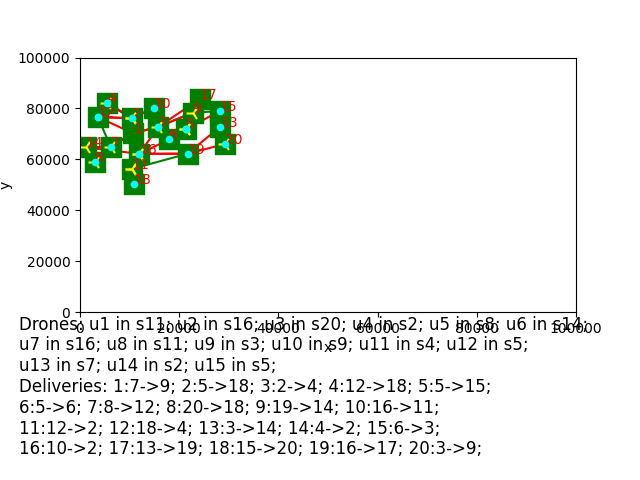 100000
80000
60000
40000
20000
0
y
0 20000 40000 60000 80000 100000
x
17
15
13
20
19
18
Drones: u1 in s11; u2 in s16; u3 in s20; u4 in s2; u5 in s8; u6 in s14;
u7 in s16; u8 in s11; u9 in s3; u10 in s9; u11 in s4; u12 in s5;
u13 in s7; u14 in s2; u15 in s5;
Deliveries: 1:7->9; 2:5->18; 3:2->4; 4:12->18; 5:5->15;
6:5->6; 7:8->12; 8:20->18; 9:19->14; 10:16->11;
11:12->2; 12:18->4; 13:3->14; 14:4->2; 15:6->3;
16:10->2; 17:13->19; 18:15->20; 19:16->17; 20:3->9;